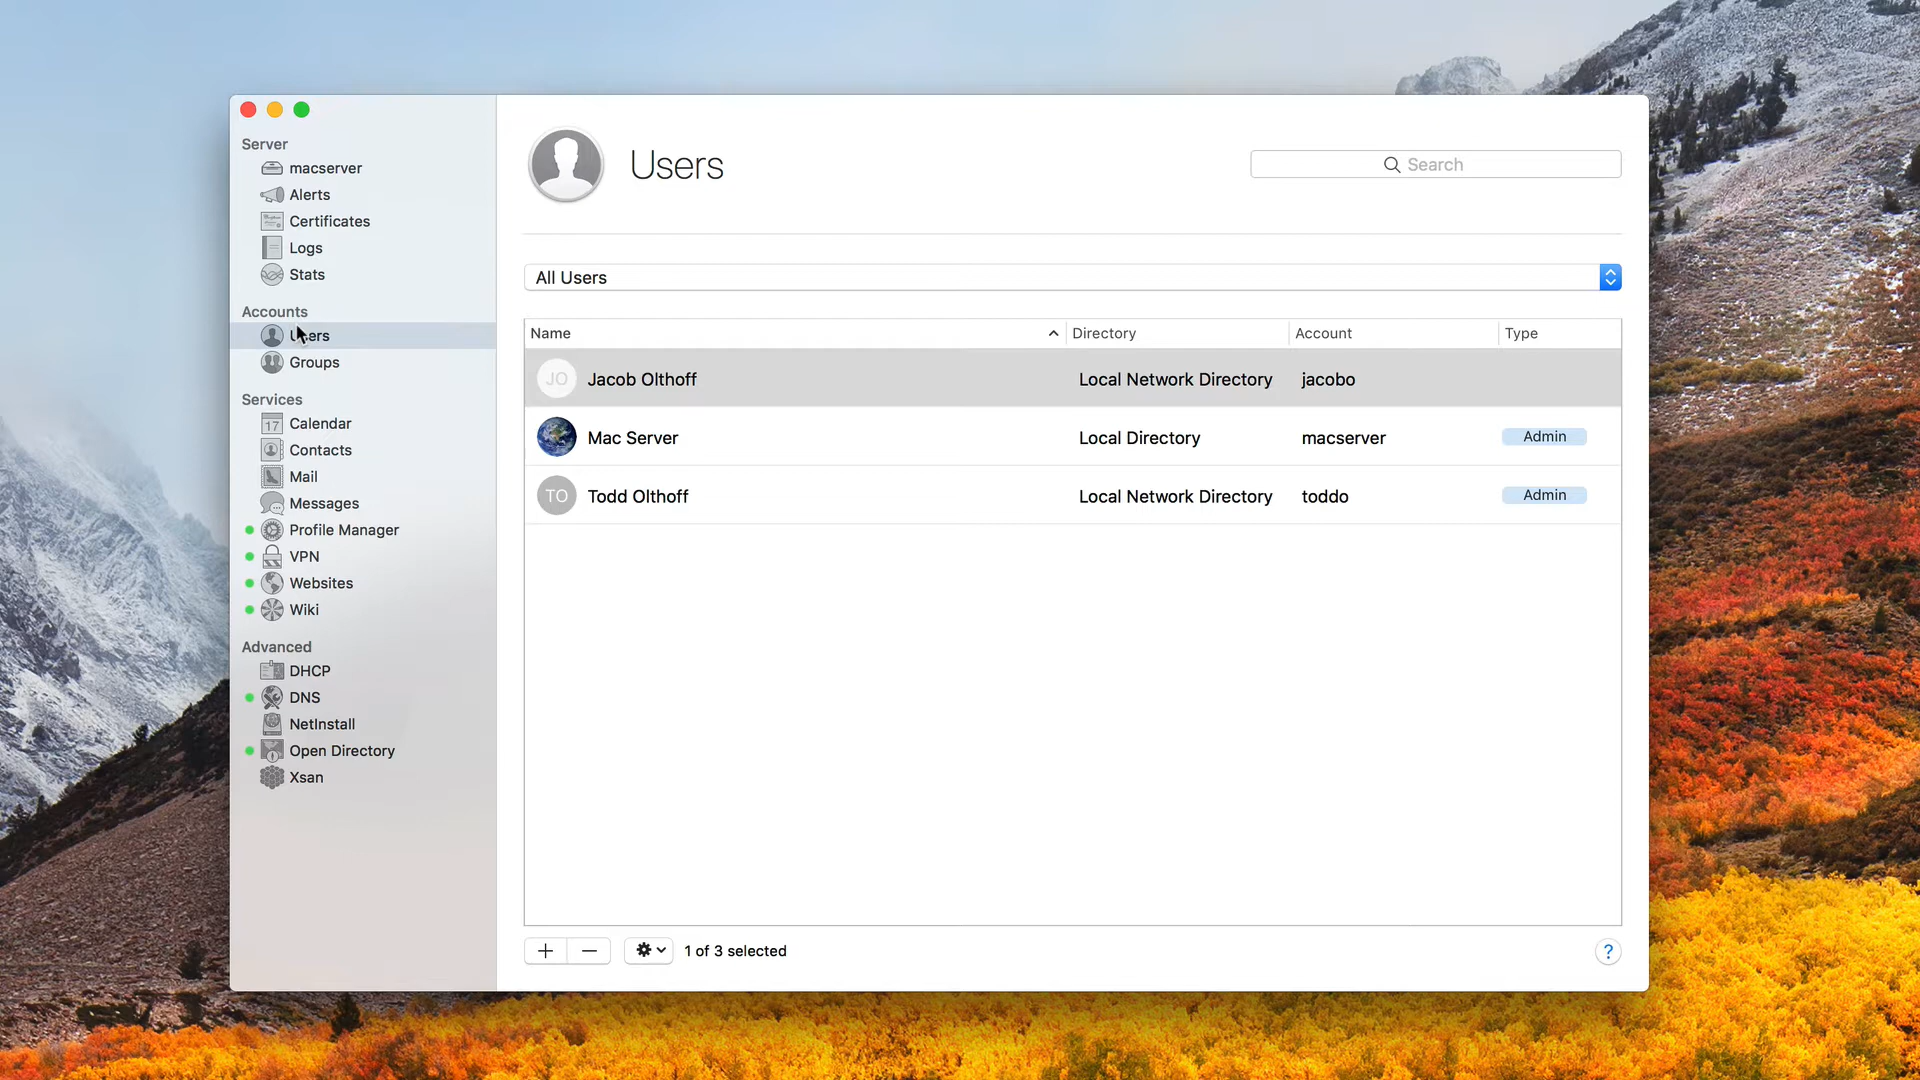 Server
macserver
Alerts
Certificates
Logs
Stats
Accounts
Users
Groups
Services
17 Calendar
Contacts
Mail
Messages
Profile Manager
VPN
Websites
Wiki
Advanced
DHCP
DNS
NetInstall
Open Directory
Xsan
Users
Search
All Users
Name Directory Account Type
JO Jacob Olthoff Local Network Directory jacobo
Mac Server Local Directory macserver Admin
TO Todd Olthoff Local Network Directory toddo Admin
1 of 3 selected
?